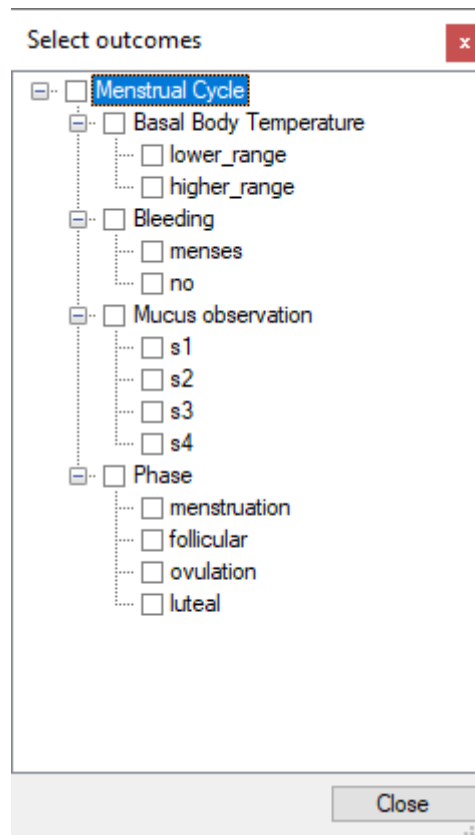 Select outcomes
x
Menstrual Cycle
Basal Body Temperature
lower_range
higher_range
Bleeding
menses
no
Mucus observation
s1
s2
s3
s4
Phase
menstruation
follicular
ovulation
luteal
Close